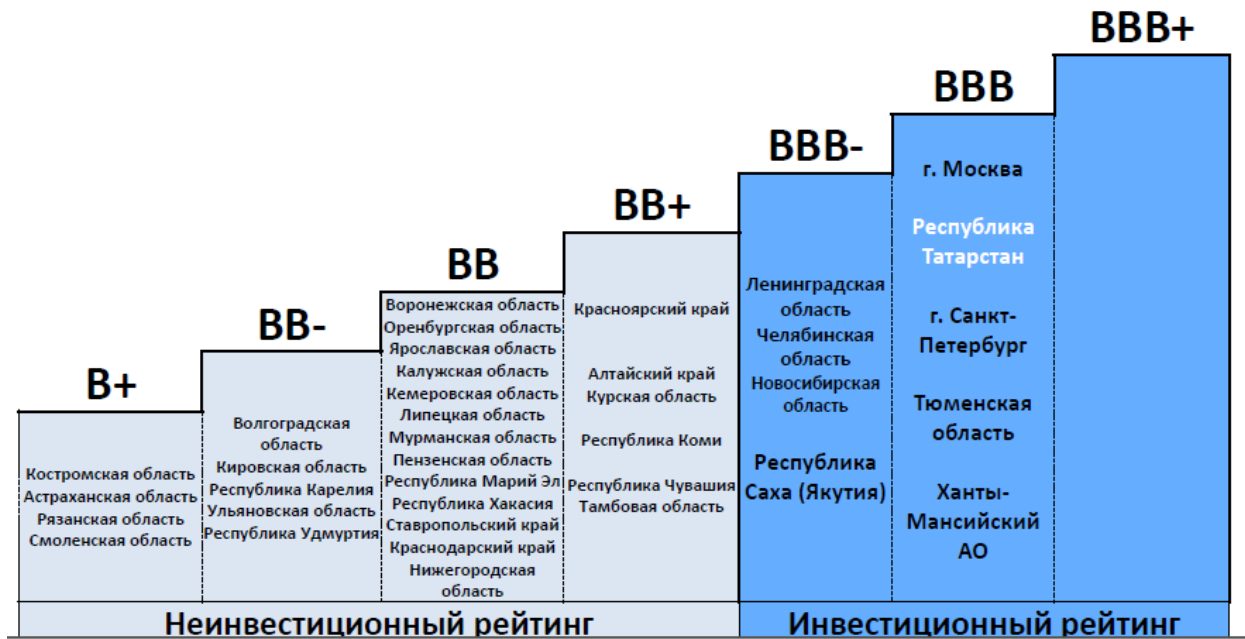 B+
Костромская область
Астраханская область
Рязанская область
Смоленская область
BB-
Волгоградская
область
Кировская область
Республика Карелия
Ульяновская область
Республика Удмуртия
BB
Воронежская область
Оренбургская область
Ярославская область
Калужская область
Кемеровская область
Липецкая область
Мурманская область
Пензенская область
Республика Марий Эл
Республика Хакасия
Ставропольский край
Краснодарский край
Нижегородская
область
BB+
Красноярский край
Алтайский край
Курская область
Республика Коми
Республика Чувашия
Тамбовая область
BBB-
Ленинградская
область
Челябинская
область
Новосибирская
область
Республика
Саха (Якутия)
BBB
г. Москва
Республика
Татарстан
г. Санкт-
Петербург
Тюменская
область
Ханты-
Мансийский
АО
BBB+
Неинвестиционный рейтинг
Инвестиционный рейтинг